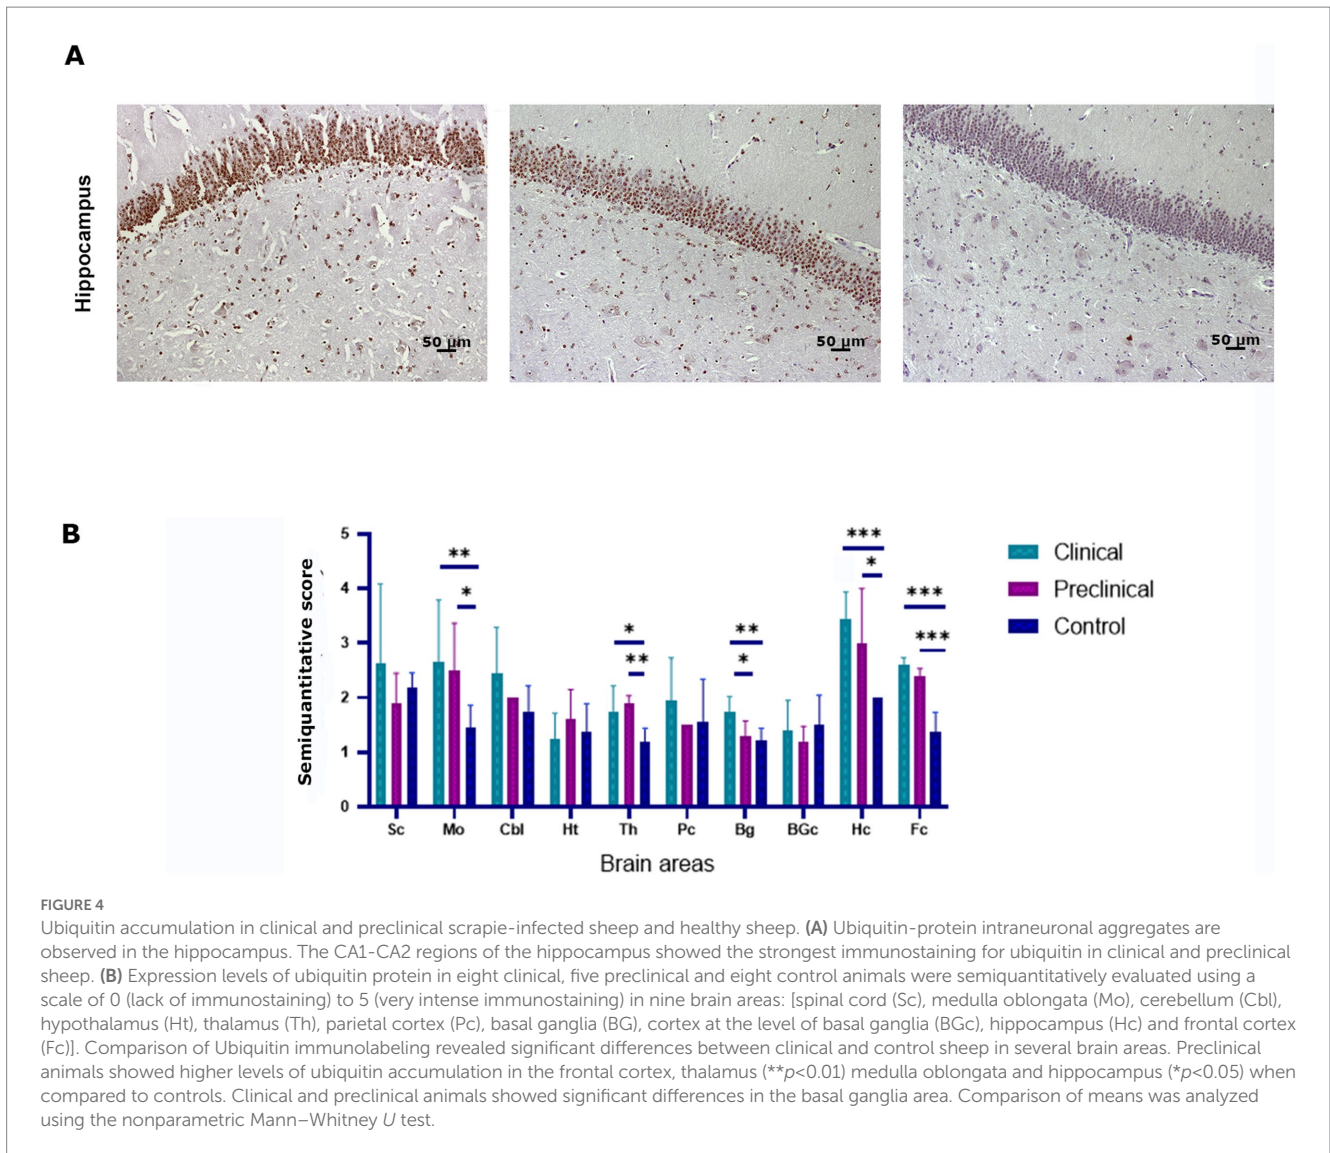 A
Hippocampus
50 µm
50 µm
50 µm
B
Semiquantitative score
5
4
3
2
1
0
**
*
*
**
**
*
***
*
***
***
Sc Mo Cbl Ht Th Pc Bg BGc Hc Fc
Brain areas
Clinical
Preclinical
Control
FIGURE 4
Ubiquitin accumulation in clinical and preclinical scrapie-infected sheep and healthy sheep. (A) Ubiquitin-protein intraneuronal aggregates are
observed in the hippocampus. The CA1-CA2 regions of the hippocampus showed the strongest immunostaining for ubiquitin in clinical and preclinical
sheep. (B) Expression levels of ubiquitin protein in eight clinical, five preclinical and eight control animals were semiquantitatively evaluated using a
scale of 0 (lack of immunostaining) to 5 (very intense immunostaining) in nine brain areas: [spinal cord (Sc), medulla oblongata (Mo), cerebellum (Cbl),
hypothalamus (Ht), thalamus (Th), parietal cortex (Pc), basal ganglia (BG), cortex at the level of basal ganglia (BGc), hippocampus (Hc) and frontal cortex
(Fc)]. Comparison of Ubiquitin immunolabeling revealed significant differences between clinical and control sheep in several brain areas. Preclinical
animals showed higher levels of ubiquitin accumulation in the frontal cortex, thalamus (**p<0.01) medulla oblongata and hippocampus (*p<0.05) when
compared to controls. Clinical and preclinical animals showed significant differences in the basal ganglia area. Comparison of means was analyzed
using the nonparametric Mann–Whitney U test.